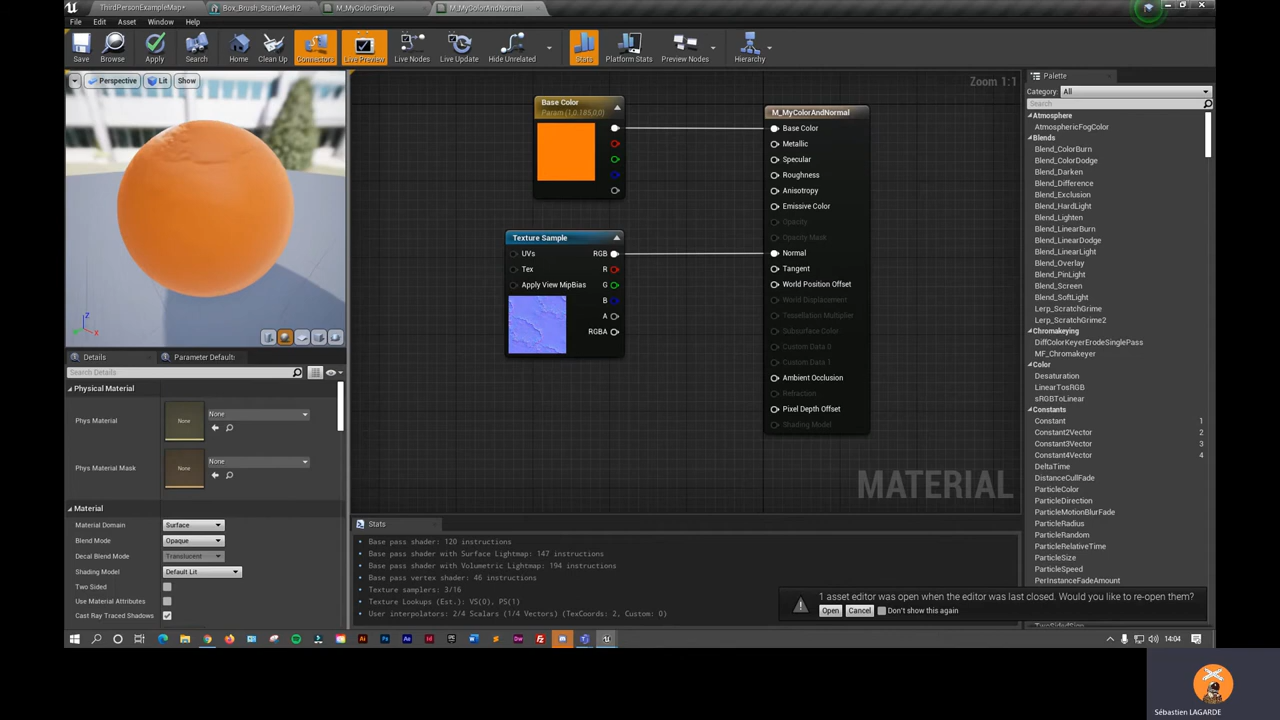 ThirdPersonExampleMap*
Box_Brush_StaticMesh2
M_MyColorSimple
M_MyColorAndNormal
File Edit Asset Window Help
Save
Browse
Apply
Search
Home
Clean Up
Connectors
Live Preview
Live Nodes
Live Update
Hide Unrelated
Stats
Platform Stats
Preview Nodes
Hierarchy
Perspective
Lit
Show
Z
X
Zoom 1:1
Base Color
Param (1,0.185,0,0)
Texture Sample
UVs RGB
Tex R
Apply View MipBias G
B
A
RGBA
M_MyColorAndNormal
Base Color
Metallic
Specular
Roughness
Anisotropy
Emissive Color
Opacity
Opacity Mask
Normal
Tangent
World Position Offset
World Displacement
Tessellation Multiplier
Subsurface Color
Custom Data 0
Custom Data 1
Ambient Occlusion
Refraction
Pixel Depth Offset
Shading Model
MATERIAL
Details
Parameter Default
Search Details
Physical Material
Phys Material
None
None
Phys Material Mask
None
None
Material
Material Domain Surface
Blend Mode Opaque
Decal Blend Mode Translucent
Shading Model Default Lit
Two Sided
Use Material Attributes
Cast Ray Traced Shadows
Stats
Base pass shader: 120 instructions
Base pass shader with Surface Lightmap: 147 instructions
Base pass shader with Volumetric Lightmap: 194 instructions
Base pass vertex shader: 46 instructions
Texture samplers: 3/16
Texture Lookups (Est.): VS(0), PS(1)
User interpolators: 2/4 Scalars (1/4 Vectors) (TexCoords: 2, Custom: 0)
Palette
Category: All
Search
Atmosphere
AtmosphericFogColor
Blends
Blend_ColorBurn
Blend_ColorDodge
Blend_Darken
Blend_Difference
Blend_Exclusion
Blend_HardLight
Blend_Lighten
Blend_LinearBurn
Blend_LinearDodge
Blend_LinearLight
Blend_Overlay
Blend_PinLight
Blend_Screen
Blend_SoftLight
Lerp_ScratchGrime
Lerp_ScratchGrime2
Chromakeying
DiffColorKeyerErodeSinglePass
MF_Chromakeyer
Color
Desaturation
LinearTosRGB
sRGBToLinear
Constants
Constant 1
Constant2Vector 2
Constant3Vector 3
Constant4Vector 4
DeltaTime
DistanceCullFade
ParticleColor
ParticleDirection
ParticleMotionBlurFade
ParticleRadius
ParticleRandom
ParticleRelativeTime
ParticleSize
ParticleSpeed
PerInstanceFadeAmount
1 asset editor was open when the editor was last closed. Would you like to re-open them?
Open Cancel Don't show this again
TwoSidedSign
14:04
Sébastien LAGARDE